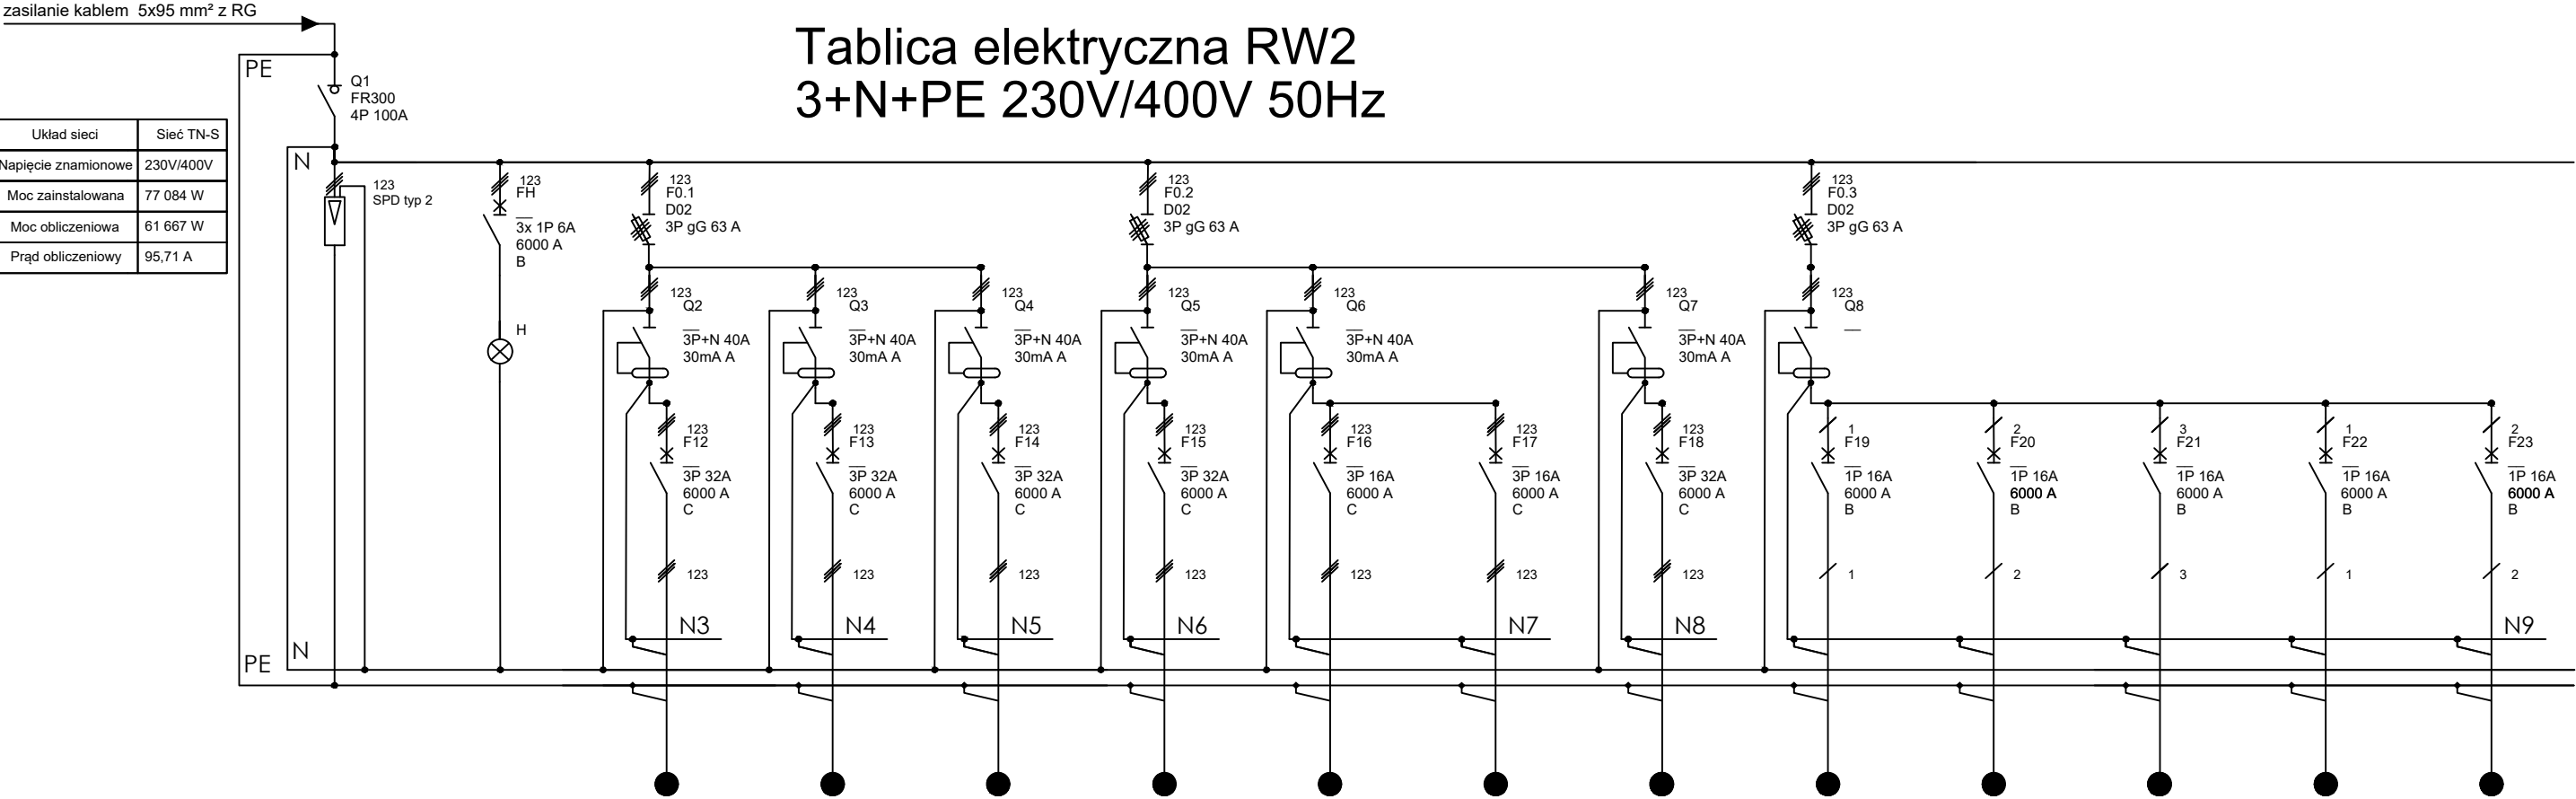 zasilanie kablem 5x95 mm² z RG
Tablica elektryczna RW2
3+N+PE 230V/400V 50Hz
PE
Q1
FR300
4P 100A
Układ sieci Sieć TN-S
Napięcie znamionowe 230V/400V
Moc zainstalowana 77 084 W
Moc obliczeniowa 61 667 W
Prąd obliczeniowy 95,71 A
N
123
SPD typ 2
123
FH
3x 1P 6A
6000 A
B
H
123
F0.1
D02
3P gG 63 A
123
F0.2
D02
3P gG 63 A
123
F0.3
D02
3P gG 63 A
123
Q2
3P+N 40A
30mA A
123
Q3
3P+N 40A
30mA A
123
Q4
3P+N 40A
30mA A
123
Q5
3P+N 40A
30mA A
123
Q6
3P+N 40A
30mA A
123
Q7
3P+N 40A
30mA A
123
Q8
123
F12
3P 32A
6000 A
C
123
F13
3P 32A
6000 A
C
123
F14
3P 32A
6000 A
C
123
F15
3P 32A
6000 A
C
123
F16
3P 16A
6000 A
C
123
F17
3P 16A
6000 A
C
123
F18
3P 32A
6000 A
C
1
F19
1P 16A
6000 A
B
2
F20
1P 16A
6000 A
B
3
F21
1P 16A
6000 A
B
1
F22
1P 16A
6000 A
B
2
F23
1P 16A
6000 A
B
123 123 123 123 123 123 123 1 2 3 1 2
N3 N4 N5 N6 N7 N8 N9
N
PE